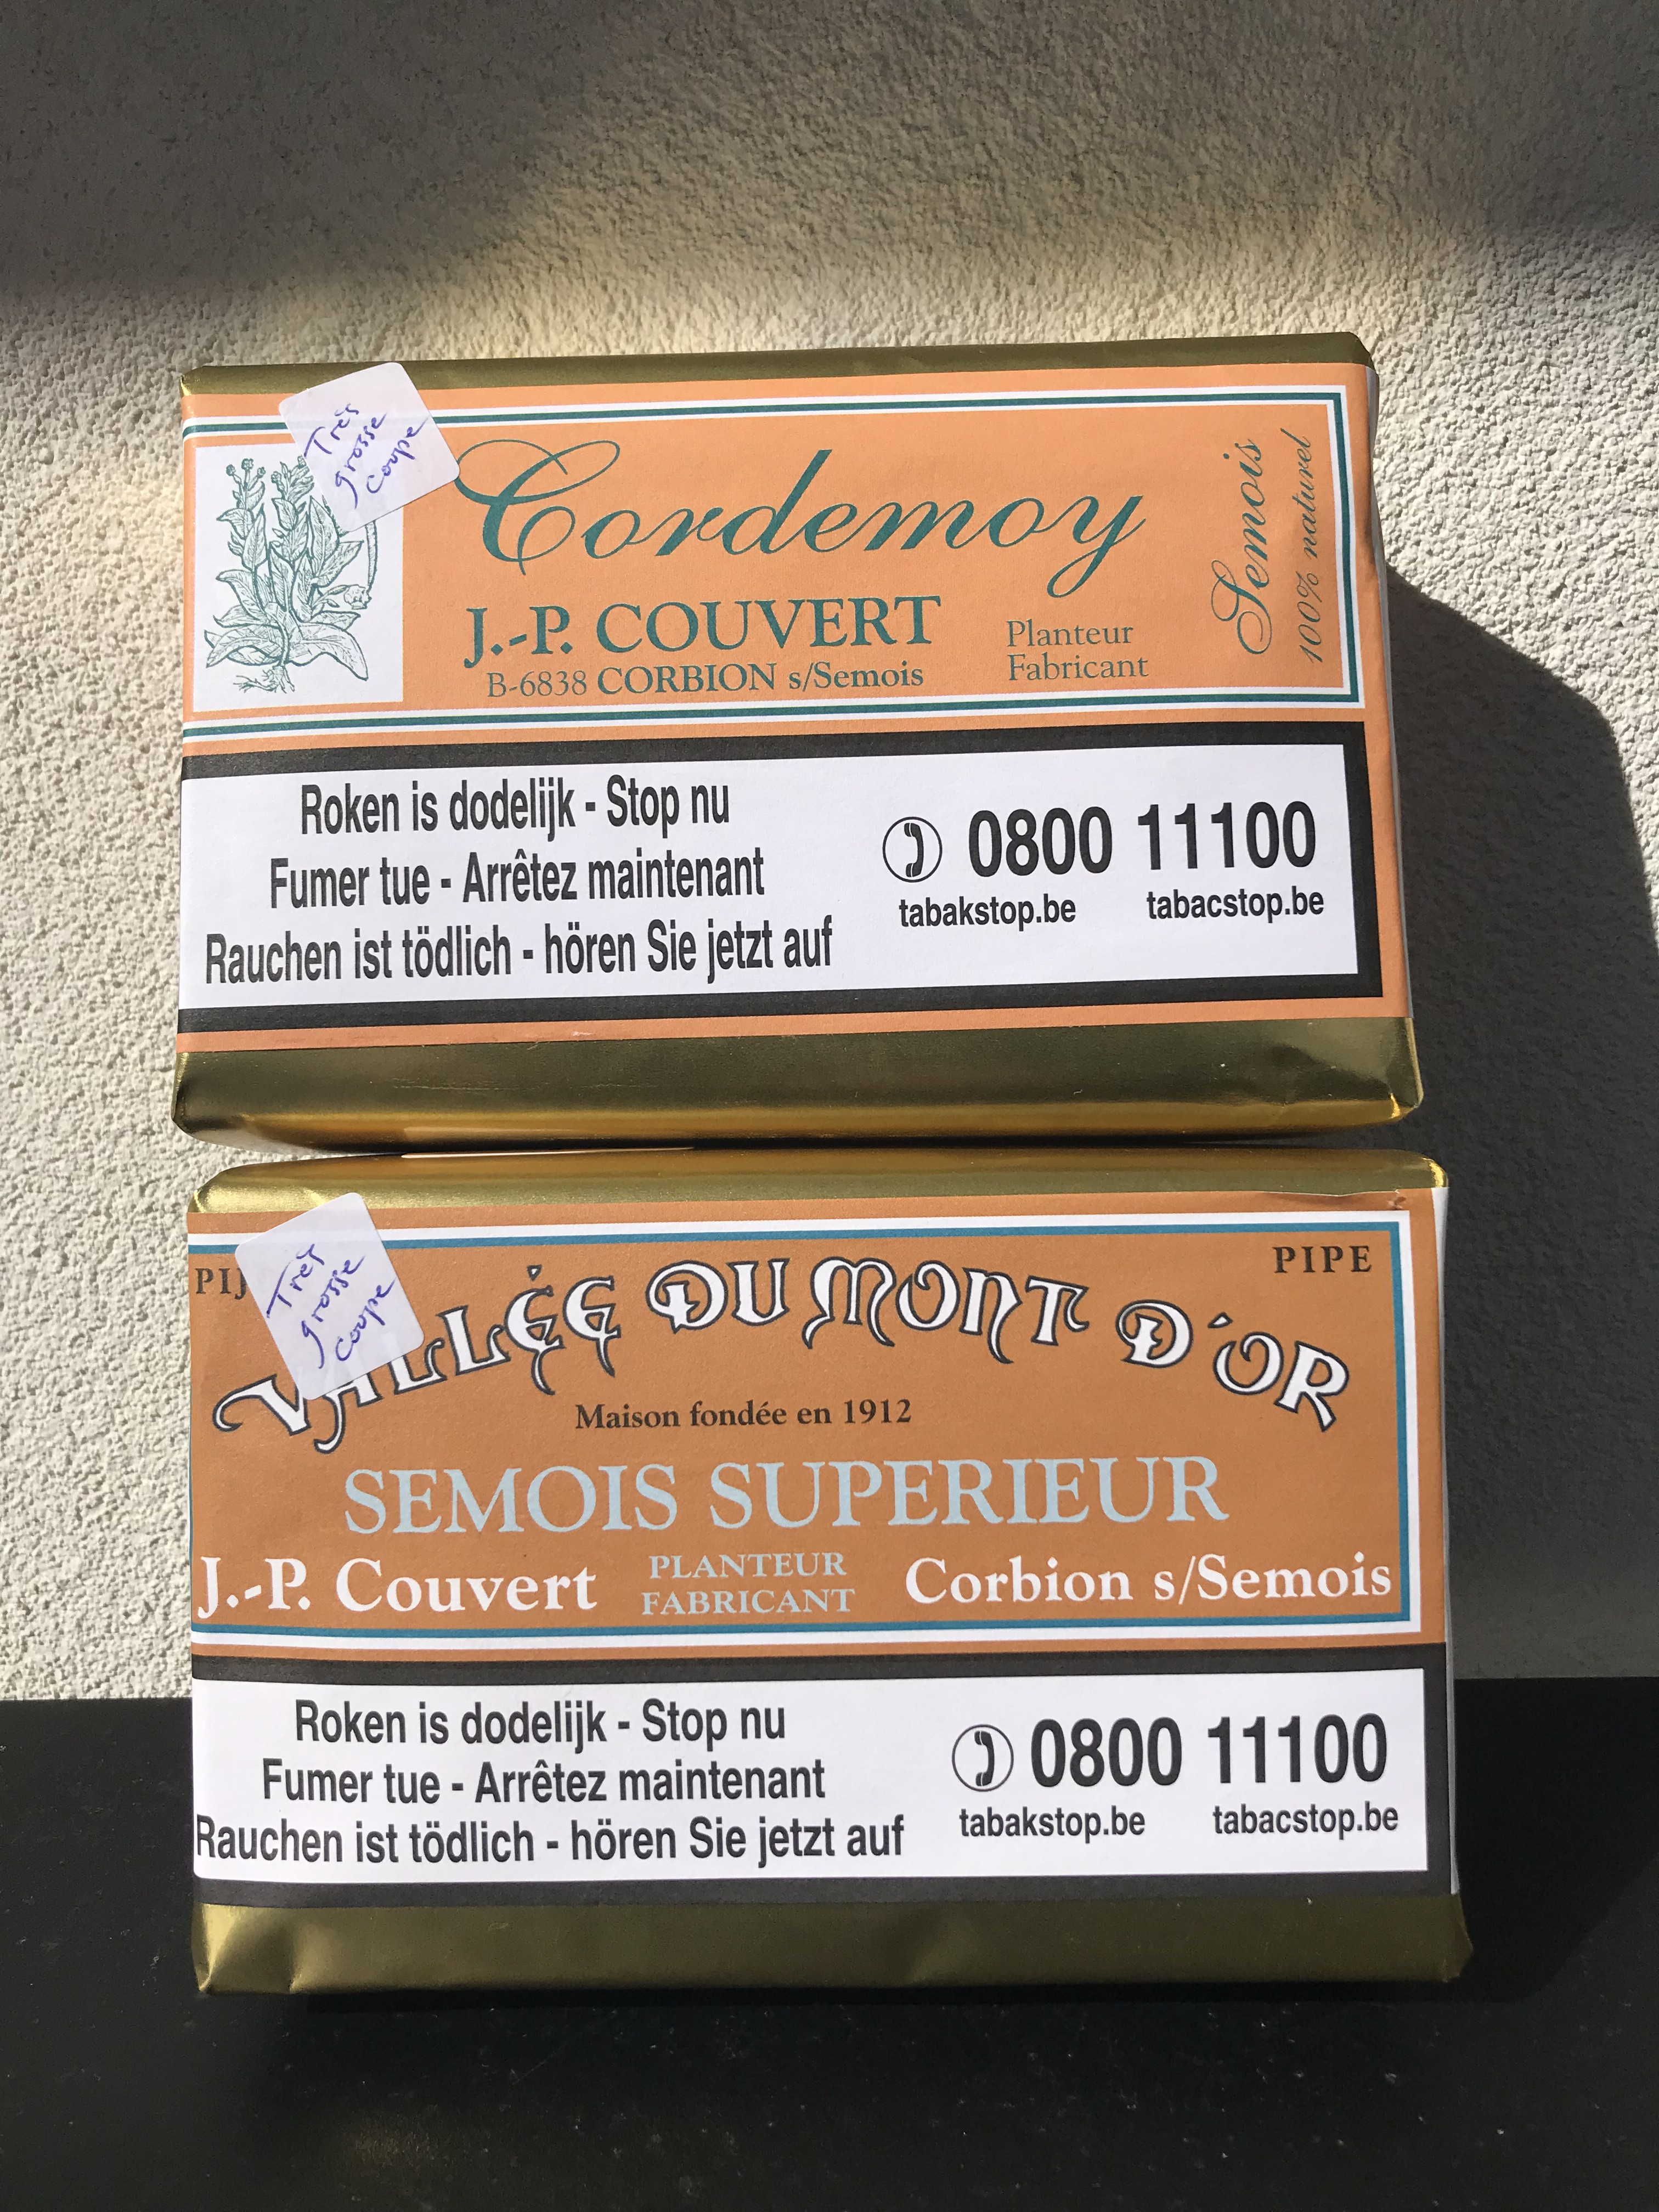 Très
grosse
coupe
Cordemoy
J.-P. COUVERT
B-6838 CORBION s/Semois
Planteur
Fabricant
Semois
100% naturel
Roken is dodelijk - Stop nu
Fumer tue - Arrêtez maintenant
Rauchen ist tödlich - hören Sie jetzt auf
0800 11100
tabakstop.be tabacstop.be
PIJ
Très
grosse
coupe
PIPE
VALLÉE DU MONT D'OR
Maison fondée en 1912
SEMOIS SUPERIEUR
J.-P. Couvert
PLANTEUR
FABRICANT
Corbion s/Semois
Roken is dodelijk - Stop nu
Fumer tue - Arrêtez maintenant
Rauchen ist tödlich - hören Sie jetzt auf
0800 11100
tabakstop.be tabacstop.be